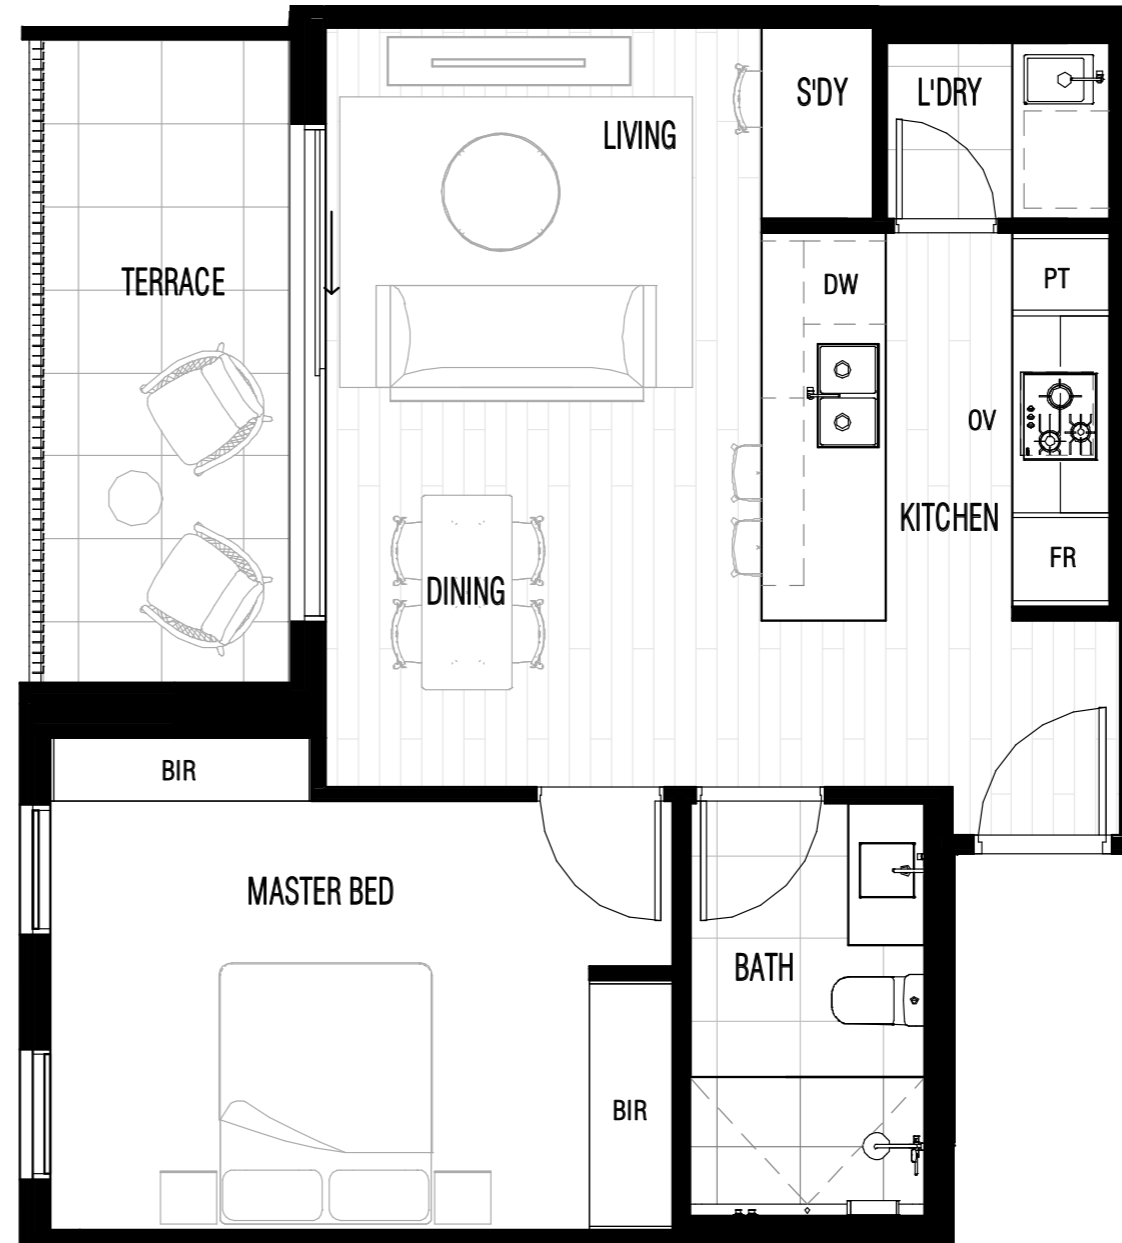 S'DY
L'DRY
LIVING
TERRACE
DW
PT
OV
KITCHEN
FR
DINING
BIR
MASTER BED
BATH
BIR